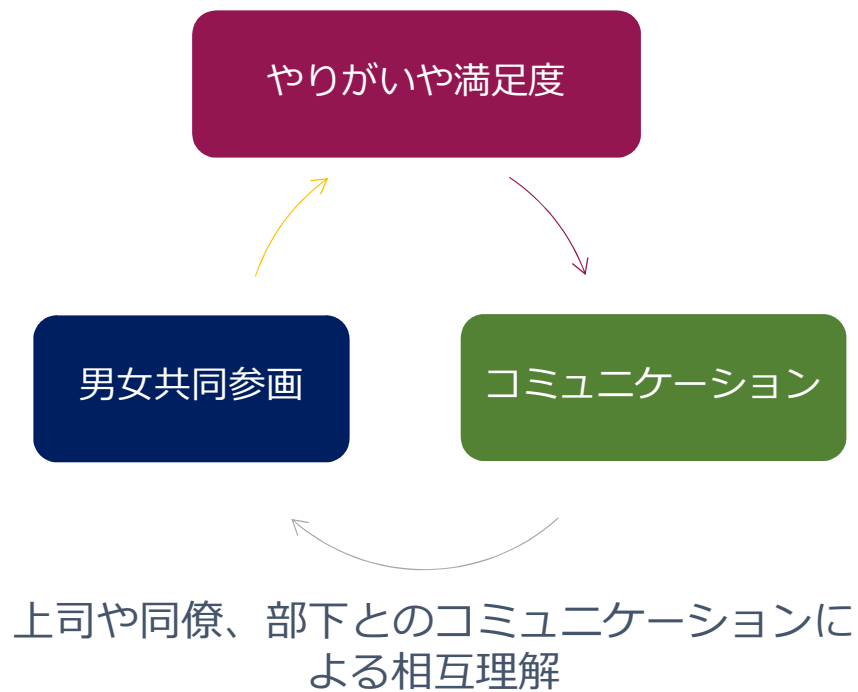 やりがいや満足度
男女共同参画
コミュニケーション
上司や同僚、部下とのコミュニケーションに
よる相互理解